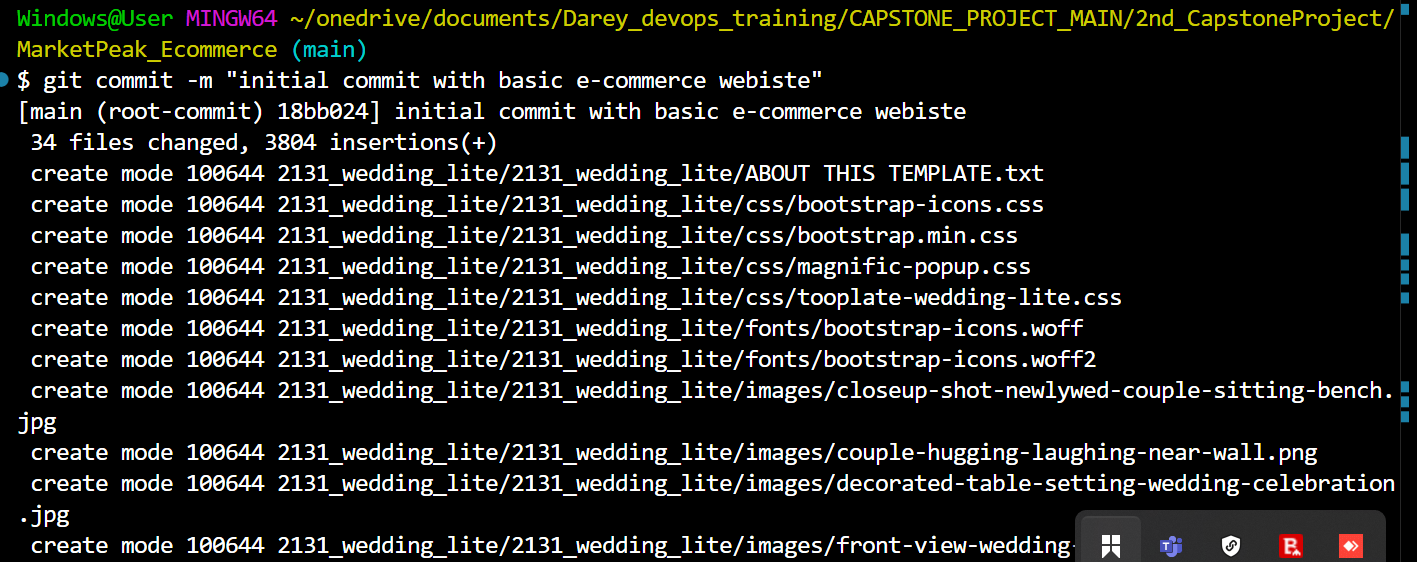 Windows@User MINGW64 ~/onedrive/documents/Darey_devops_training/CAPSTONE_PROJECT_MAIN/2nd_CapstoneProject/
MarketPeak_Ecommerce (main)
$ git commit -m "initial commit with basic e-commerce webiste"
[main (root-commit) 18bb024] initial commit with basic e-commerce webiste
 34 files changed, 3804 insertions(+)
 create mode 100644 2131_wedding_lite/2131_wedding_lite/ABOUT THIS TEMPLATE.txt
 create mode 100644 2131_wedding_lite/2131_wedding_lite/css/bootstrap-icons.css
 create mode 100644 2131_wedding_lite/2131_wedding_lite/css/bootstrap.min.css
 create mode 100644 2131_wedding_lite/2131_wedding_lite/css/magnific-popup.css
 create mode 100644 2131_wedding_lite/2131_wedding_lite/css/tooplate-wedding-lite.css
 create mode 100644 2131_wedding_lite/2131_wedding_lite/fonts/bootstrap-icons.woff
 create mode 100644 2131_wedding_lite/2131_wedding_lite/fonts/bootstrap-icons.woff2
 create mode 100644 2131_wedding_lite/2131_wedding_lite/images/closeup-shot-newlywed-couple-sitting-bench.
jpg
 create mode 100644 2131_wedding_lite/2131_wedding_lite/images/couple-hugging-laughing-near-wall.png
 create mode 100644 2131_wedding_lite/2131_wedding_lite/images/decorated-table-setting-wedding-celebration
.jpg
 create mode 100644 2131_wedding_lite/2131_wedding_lite/images/front-view-wedding-